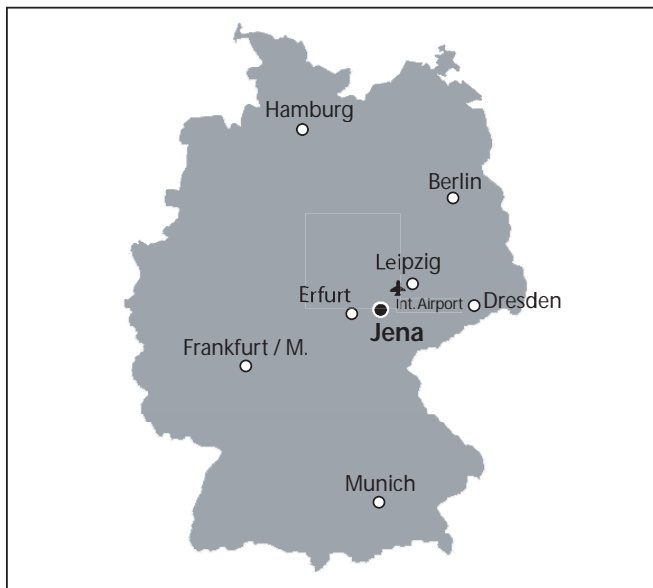 Hamburg
Berlin
Leipzig
Erfurt
Int. Airport
Dresden
Jena
Frankfurt / M.
Munich